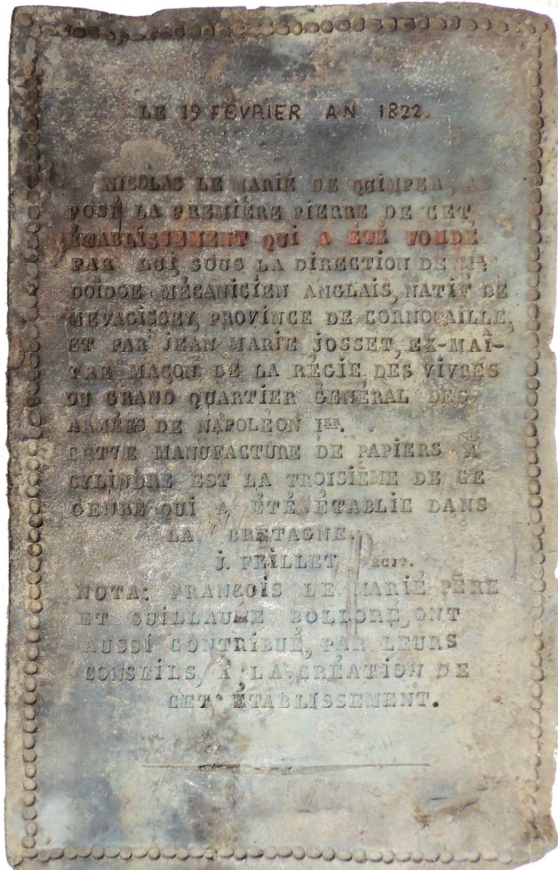 LE 19 FÉVRIER AN 1822.
NICOLAS LE MARIÉ DE QUIMPER, A
POSÉ LA PREMIÈRE PIERRE DE CET
ÉTABLISSEMENT QUI A ÉTÉ FONDÉ
PAR LUI, SOUS LA DIRECTION DE
DOIDGE MÉCANICIEN ANGLAIS, NATIF DE
MEVAGISSEY, PROVINCE DE CORNOUAILLE,
ET PAR JEAN MARIE JOSSET, EX-MAÎ-
TRE MAÇON DE LA RÉGIE DES VIVRES
DU GRAND QUARTIER GÉNÉRAL DES
ARMÉES DE NAPOLÉON IER.
CETTE MANUFACTURE DE PAPIERS A
CYLINDRE EST LA TROISIÈME DE CE
GENRE QUI A ÉTÉ ÉTABLIE DANS
LA BRETAGNE.
J. FEILLET FECIT.
NOTA: FRANÇOIS LE MARIÉ PÈRE
ET GUILLAUME BOLLORÉ, ONT
AUSSI CONTRIBUÉ, PAR LEURS
CONSEILS, A LA CRÉATION DE
CET ÉTABLISSEMENT.